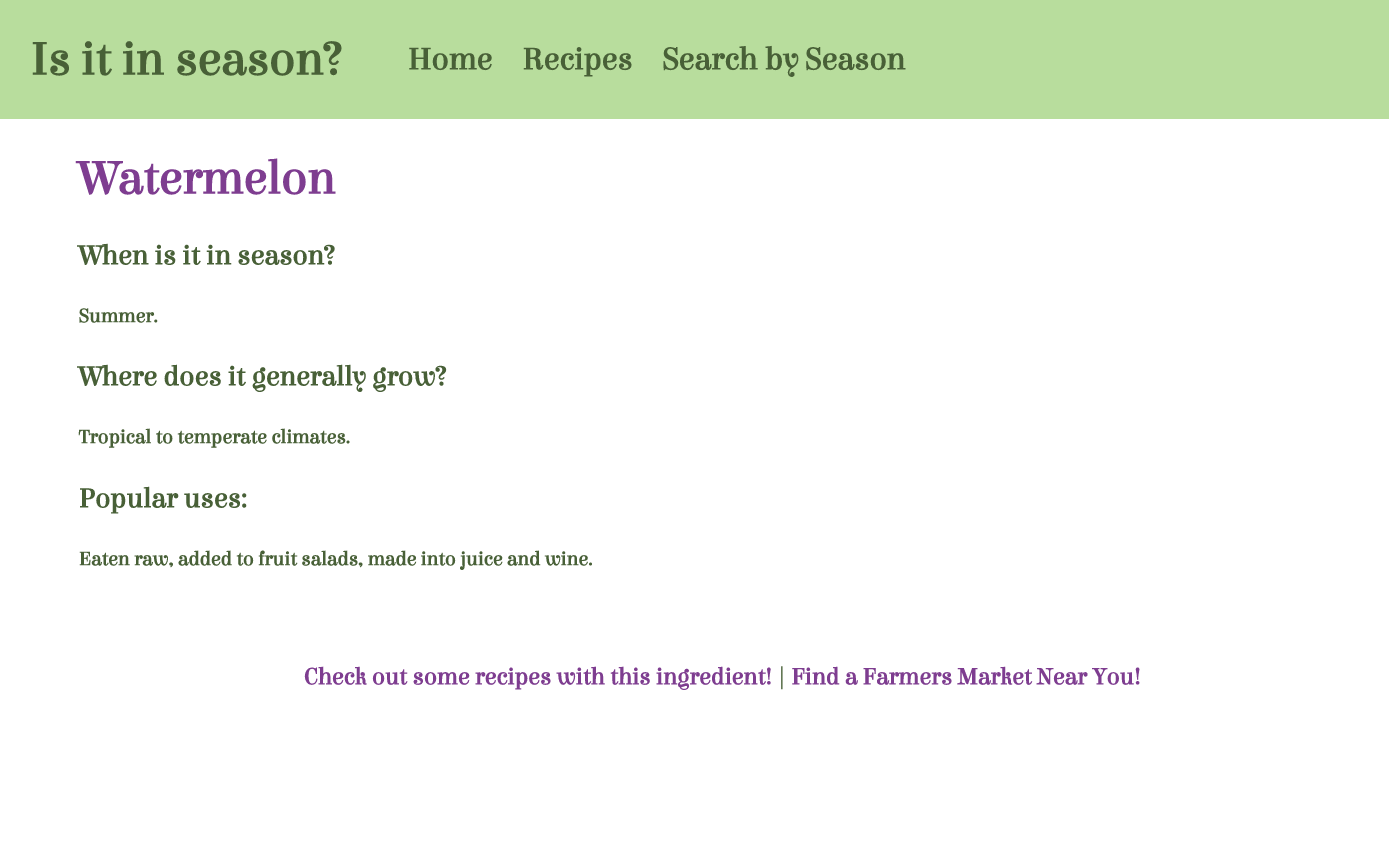 Is it in season?
Home Recipes Search by Season
Watermelon
When is it in season?
Summer.
Where does it generally grow?
Tropical to temperate climates.
Popular uses:
Eaten raw, added to fruit salads, made into juice and wine.
Check out some recipes with this ingredient! | Find a Farmers Market Near You!